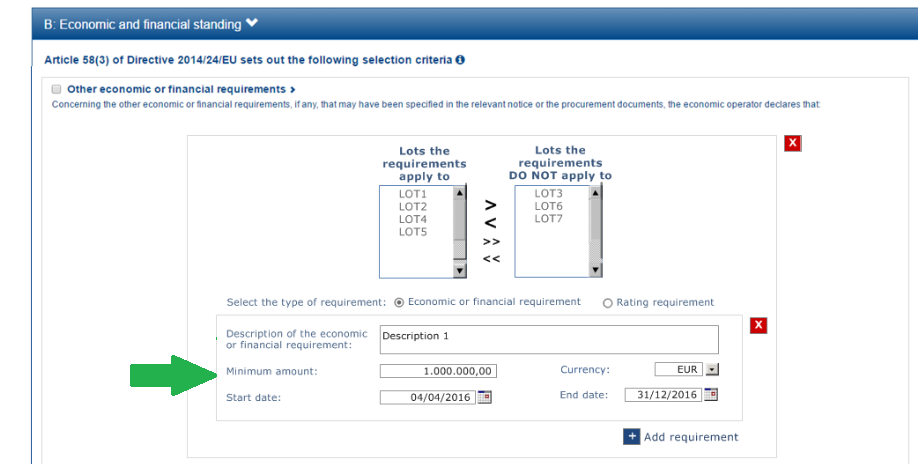 B: Economic and financial standing
Article 58(3) of Directive 2014/24/EU sets out the following selection criteria
Other economic or financial requirements >
Concerning the other economic or financial requirements, if any, that may have been specified in the relevant notice or the procurement documents, the economic operator declares that:
X
Lots the requirements apply to
Lots the requirements DO NOT apply to
LOT1
LOT2
LOT4
LOT5
>
<
>>
<<
LOT3
LOT6
LOT7
Select the type of requirement: Economic or financial requirement Rating requirement
X
Description of the economic or financial requirement: Description 1
Minimum amount: 1.000.000,00 Currency: EUR
Start date: 04/04/2016 End date: 31/12/2016
+ Add requirement